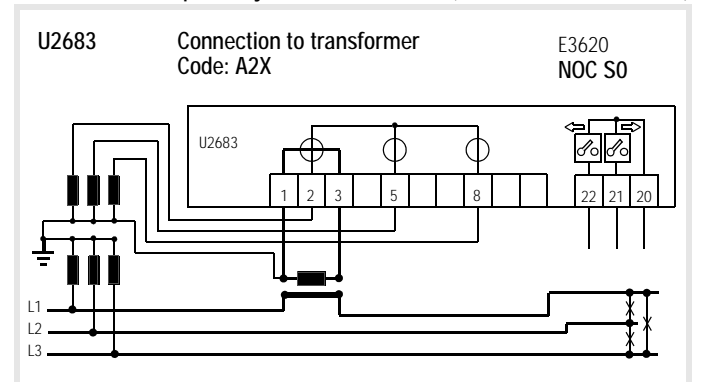 U2683 Connection to transformer E3620
Code: A2X NOC S0
U2683
1 2 3 5 8 22 21 20
L1
L2
L3